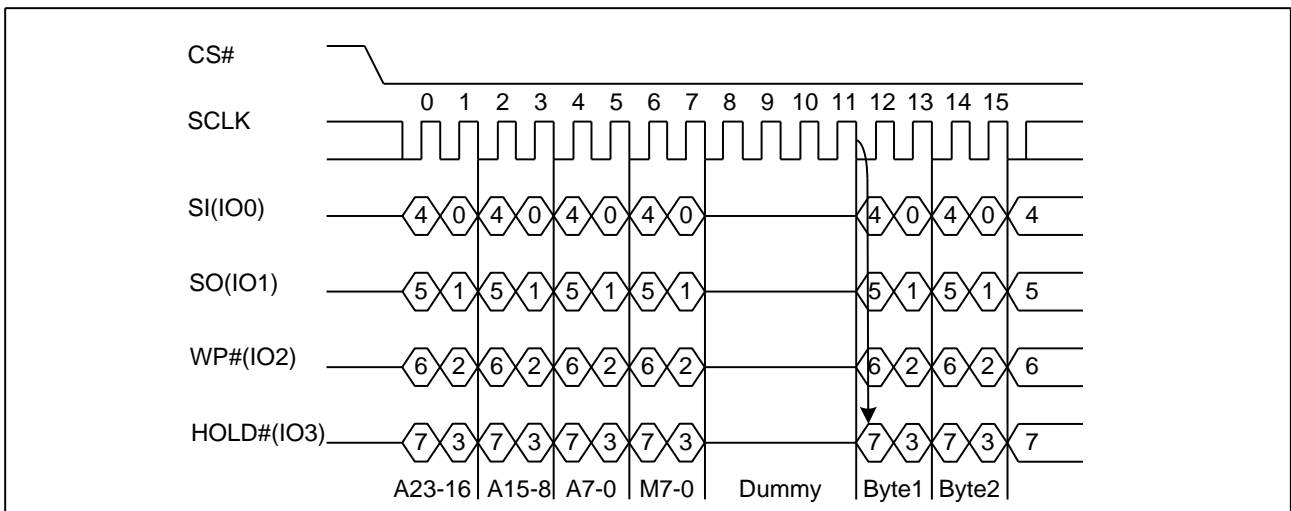 CS#
0 1 2 3 4 5 6 7 8 9 10 11 12 13 14 15
SCLK
SI(IO0) 4 0 4 0 4 0 4 0 4 0 4 0 4
SO(IO1) 5 1 5 1 5 1 5 1 5 1 5 1 5
WP#(IO2) 6 2 6 2 6 2 6 2 6 2 6 2 6
HOLD#(IO3) 7 3 7 3 7 3 7 3 7 3 7 3 7
A23-16 A15-8 A7-0 M7-0 Dummy Byte1 Byte2